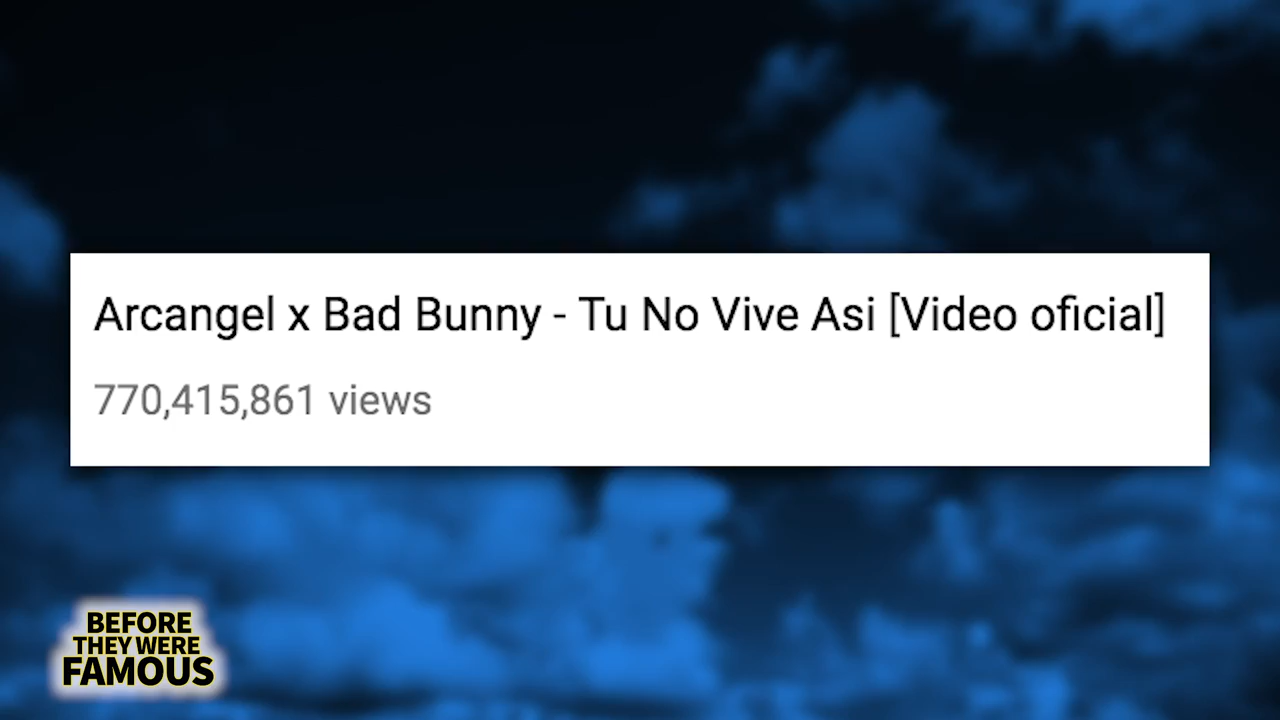 Arcangel x Bad Bunny - Tu No Vive Asi [Video oficial]
770,415,861 views
BEFORE
THEY WERE
FAMOUS